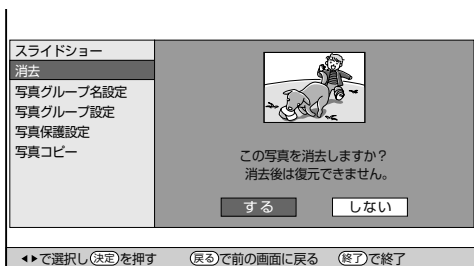 スライドショー
消去
写真グループ名設定
写真グループ設定
写真保護設定
写真コピー
この写真を消去しますか?
消去後は復元できません。
する しない
で選択し 決定 を押す 戻る で前の画面に戻る 終了 で終了